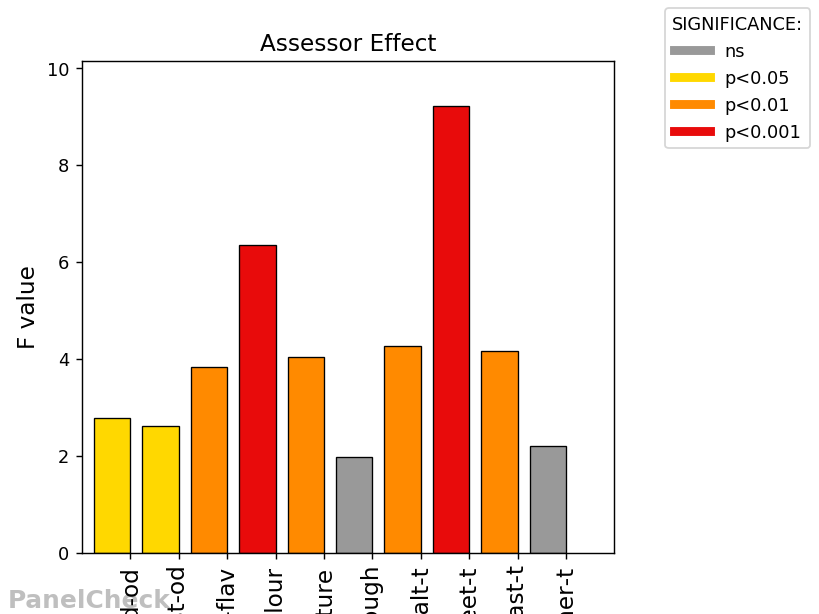 Assessor Effect
SIGNIFICANCE:
ns
p<0.05
p<0.01
p<0.001
F value
10
8
6
4
2
0
d-od
t-od
-flav
lour
ture
ough
alt-t
eet-t
ast-t
ner-t
PanelCheck